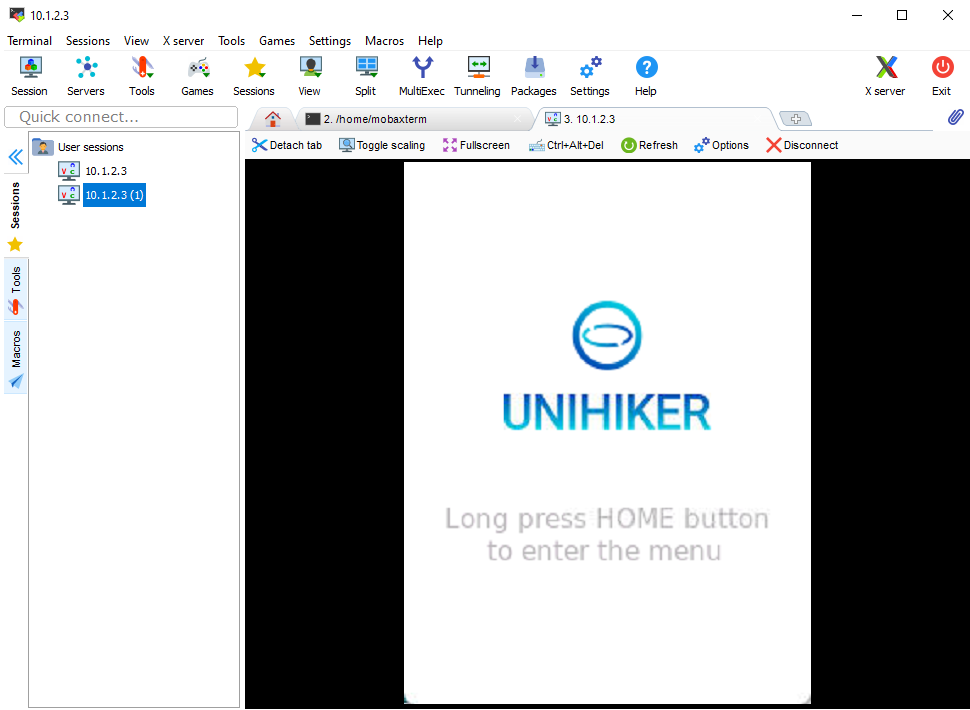 10.1.2.3
Terminal Sessions View X server Tools Games Settings Macros Help
Session Servers Tools Games Sessions View Split MultiExec Tunneling Packages Settings Help X server Exit
Quick connect...
2. /home/mobaxterm
3. 10.1.2.3
Detach tab Toggle scaling Fullscreen Ctrl+Alt+Del Refresh Options Disconnect
User sessions
10.1.2.3
10.1.2.3 (1)
Sessions
Tools
Macros
UNIHIKER
Long press HOME button
to enter the menu